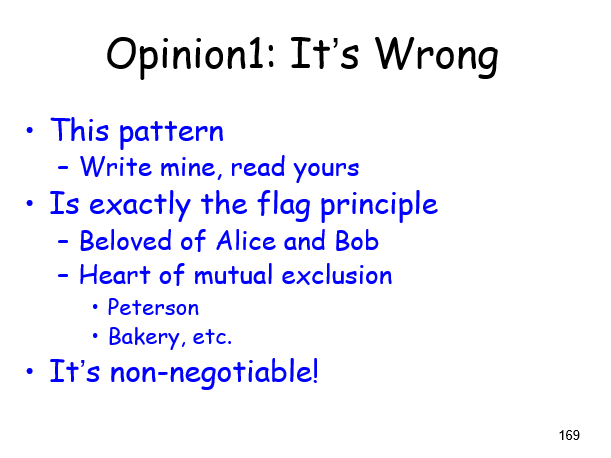 Opinion1: It’s Wrong
• This pattern
– Write mine, read yours
• Is exactly the flag principle
– Beloved of Alice and Bob
– Heart of mutual exclusion
• Peterson
• Bakery, etc.
• It’s non-negotiable!
169